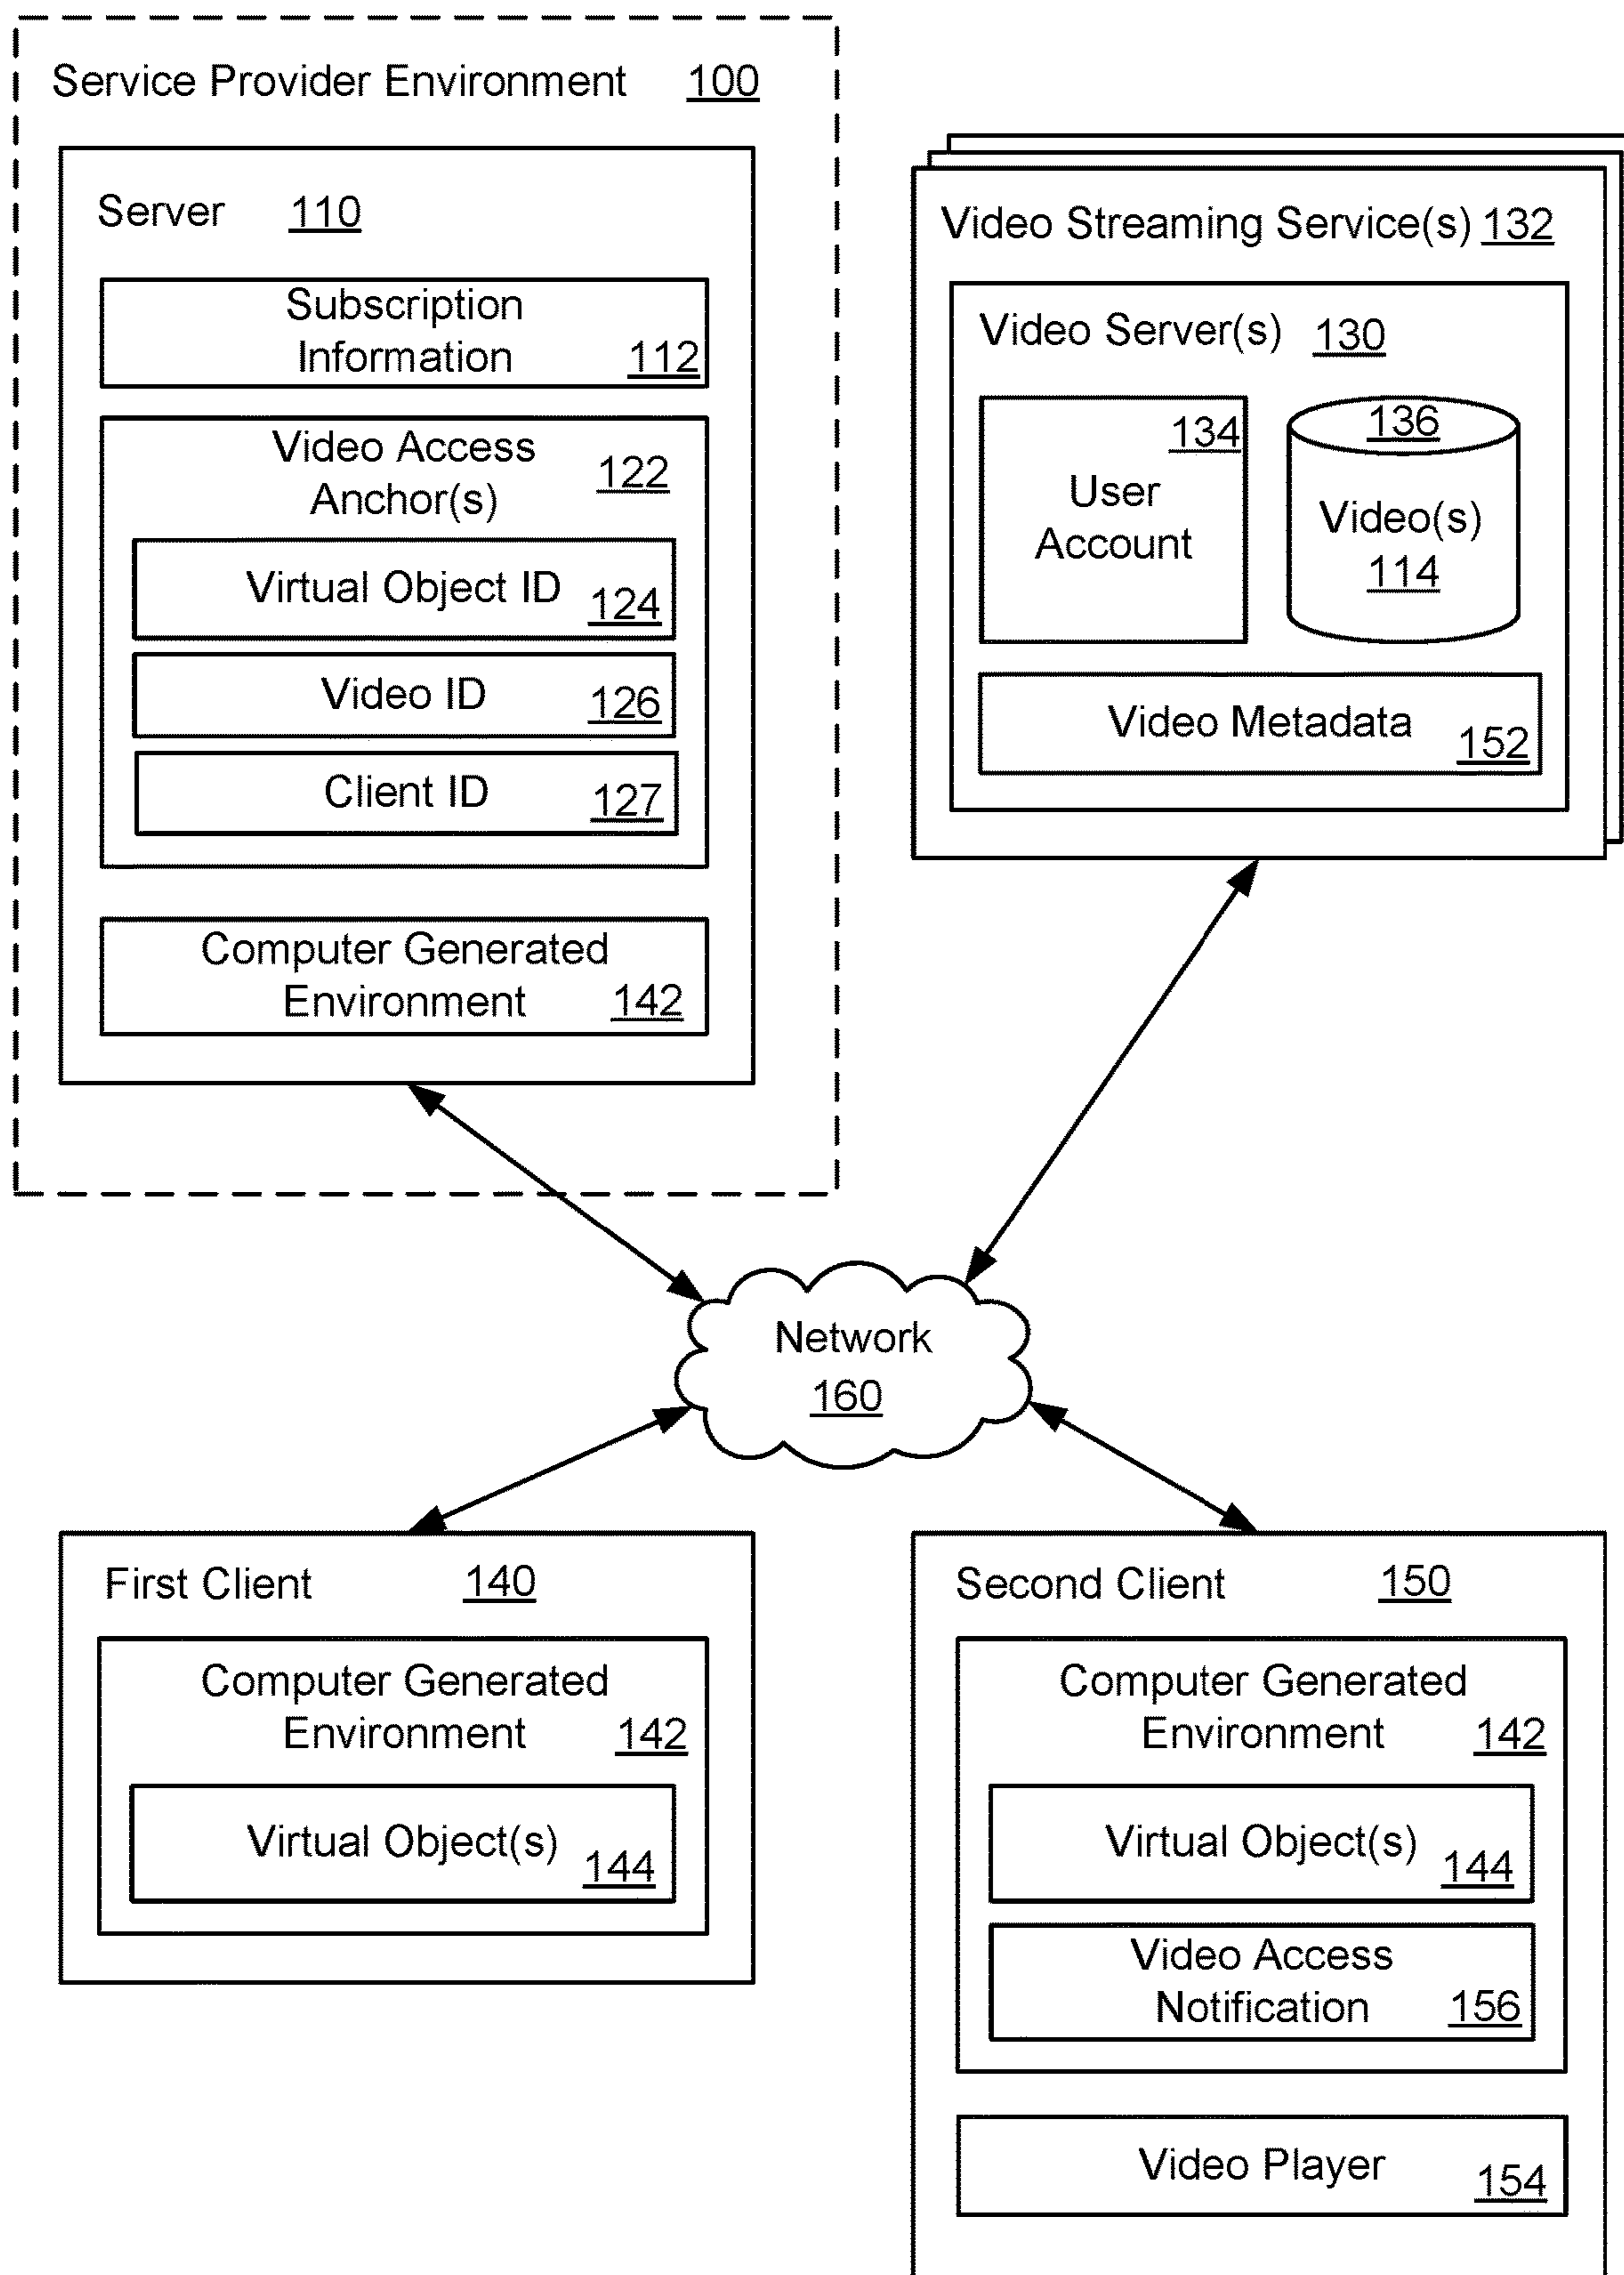 Service Provider Environment 100
Server 110
Subscription
Information 112
Video Access
Anchor(s) 122
Virtual Object ID 124
Video ID 126
Client ID 127
Computer Generated
Environment 142
Video Streaming Service(s) 132
Video Server(s) 130
134
User
Account
136
Video(s)
114
Video Metadata 152
Network
160
First Client 140
Computer Generated
Environment 142
Virtual Object(s) 144
Second Client 150
Computer Generated
Environment 142
Virtual Object(s) 144
Video Access
Notification 156
Video Player 154